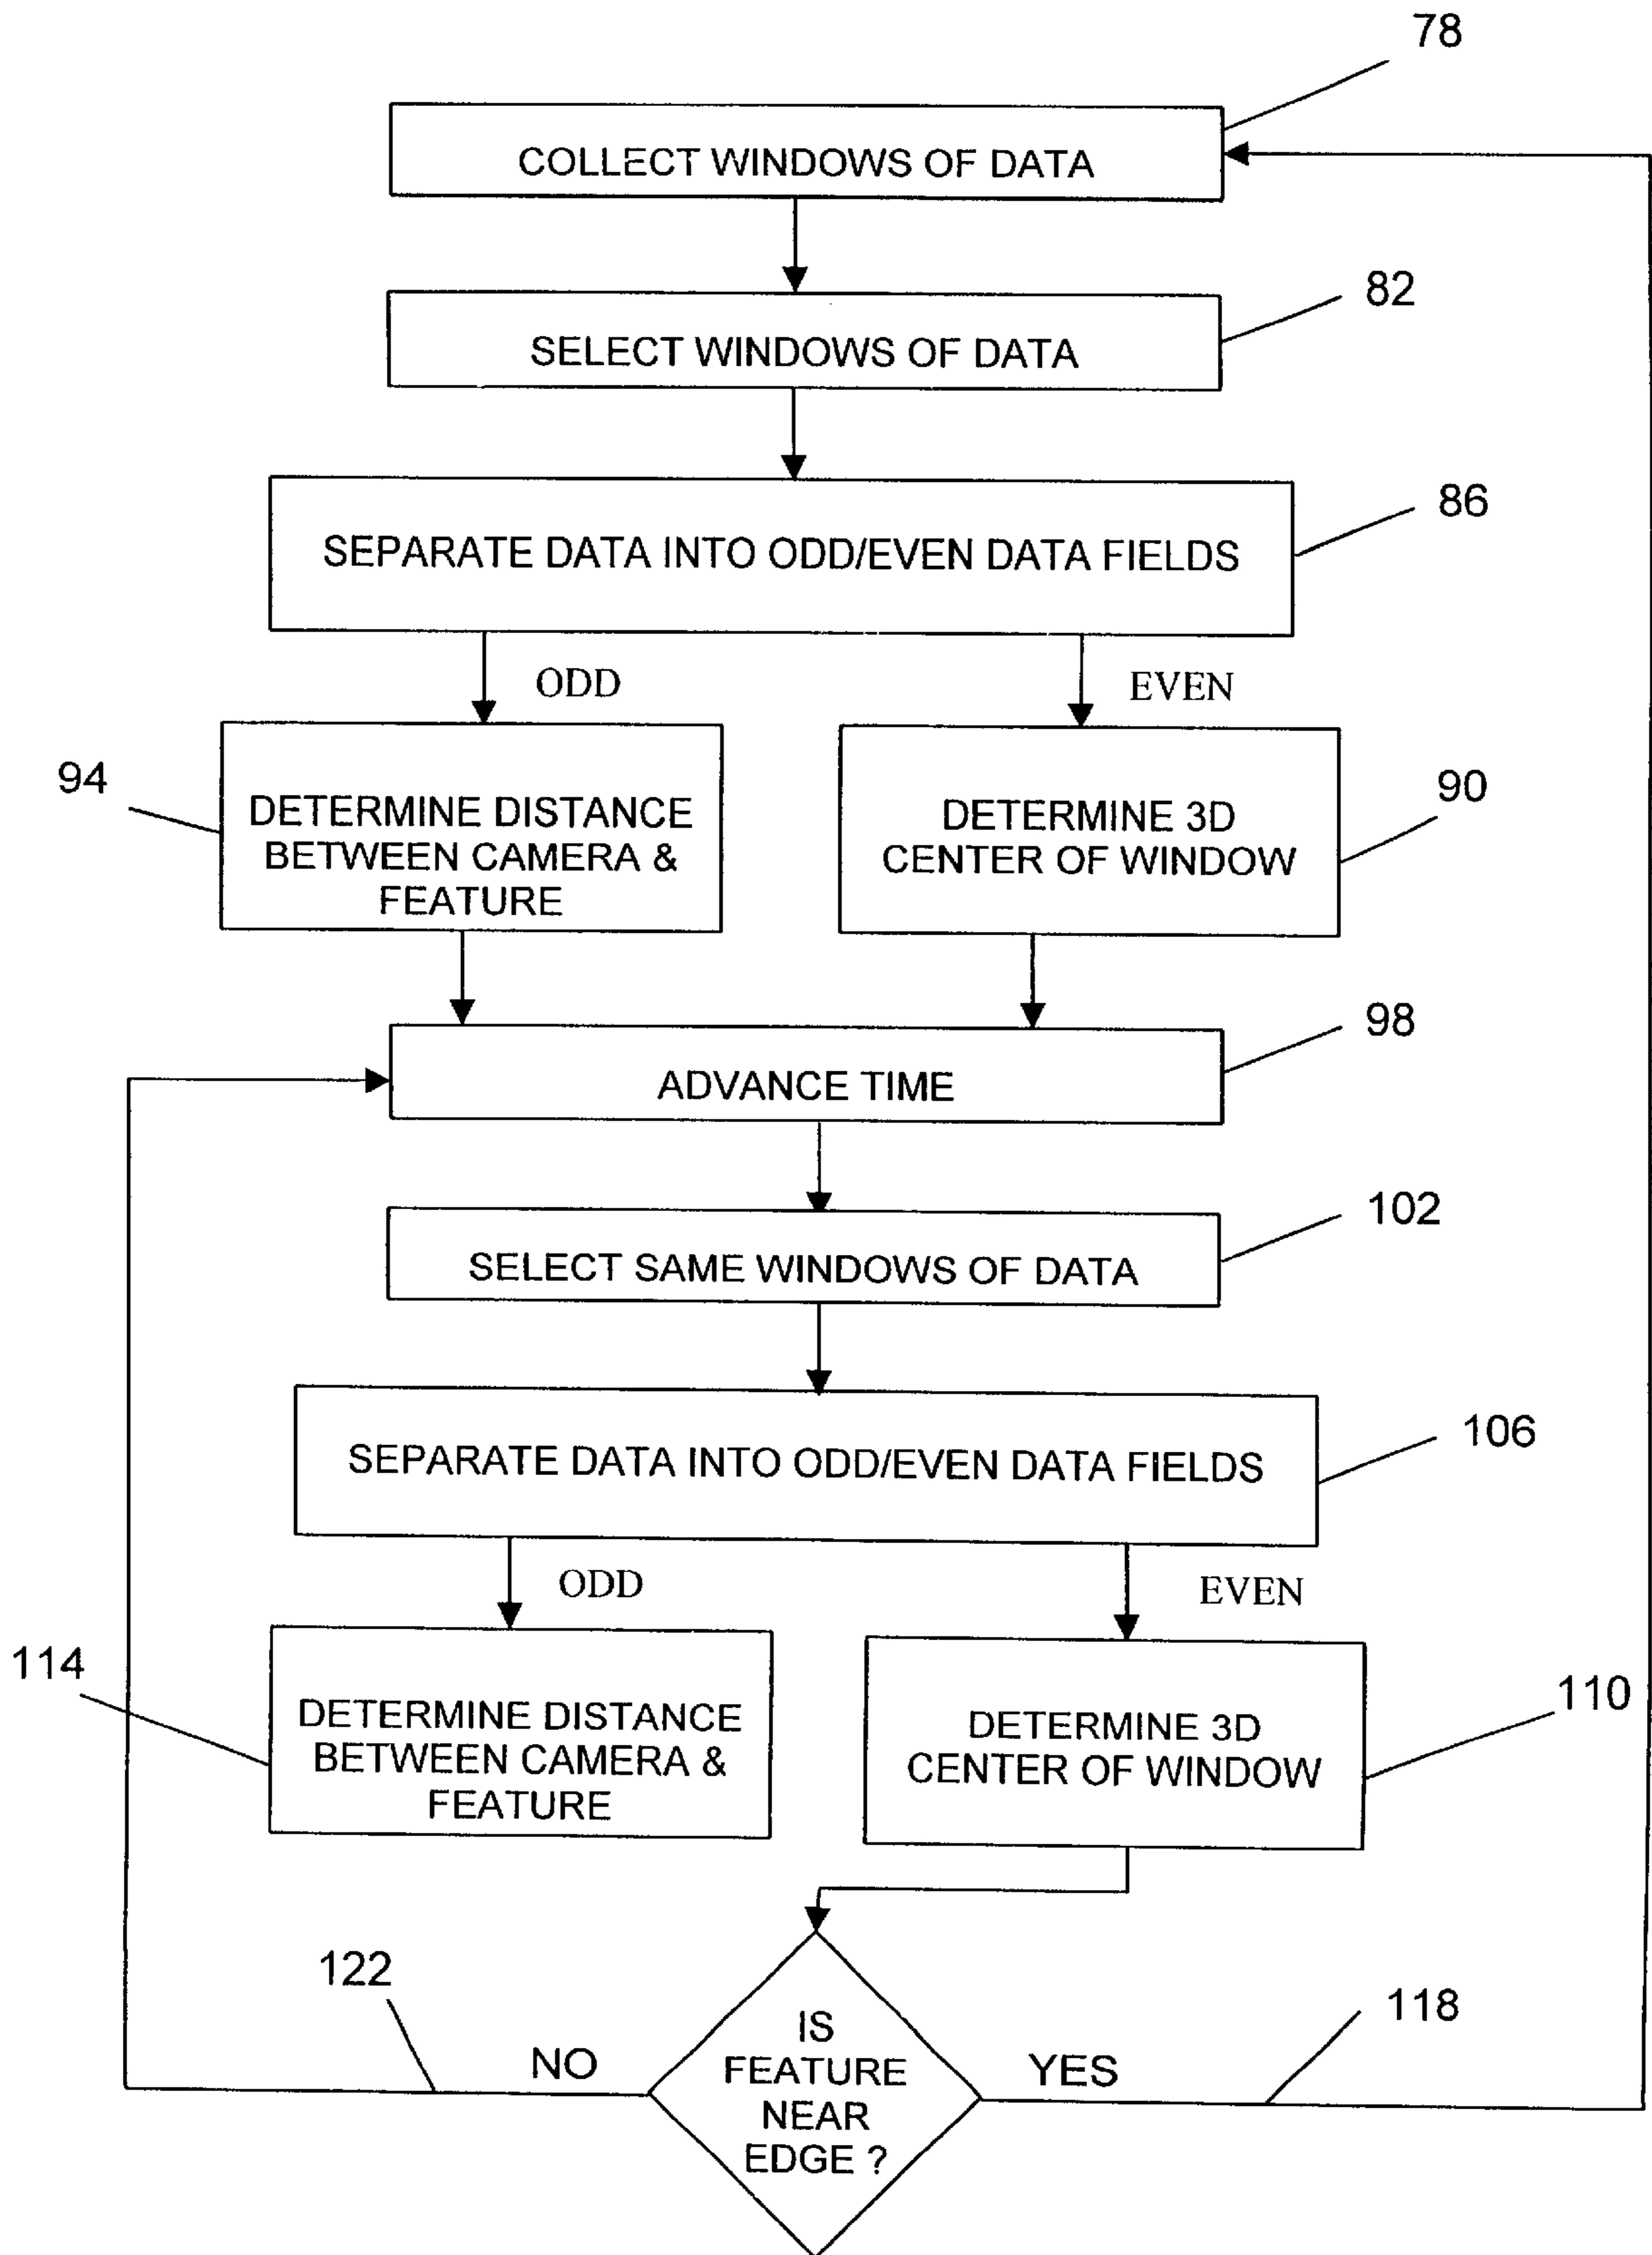 78
COLLECT WINDOWS OF DATA
82
SELECT WINDOWS OF DATA
86
SEPARATE DATA INTO ODD/EVEN DATA FIELDS
ODD
EVEN
94
DETERMINE DISTANCE
BETWEEN CAMERA &
FEATURE
90
DETERMINE 3D
CENTER OF WINDOW
98
ADVANCE TIME
102
SELECT SAME WINDOWS OF DATA
106
SEPARATE DATA INTO ODD/EVEN DATA FIELDS
ODD
EVEN
114
DETERMINE DISTANCE
BETWEEN CAMERA &
FEATURE
110
DETERMINE 3D
CENTER OF WINDOW
122
NO
IS
FEATURE
NEAR
EDGE ?
YES
118